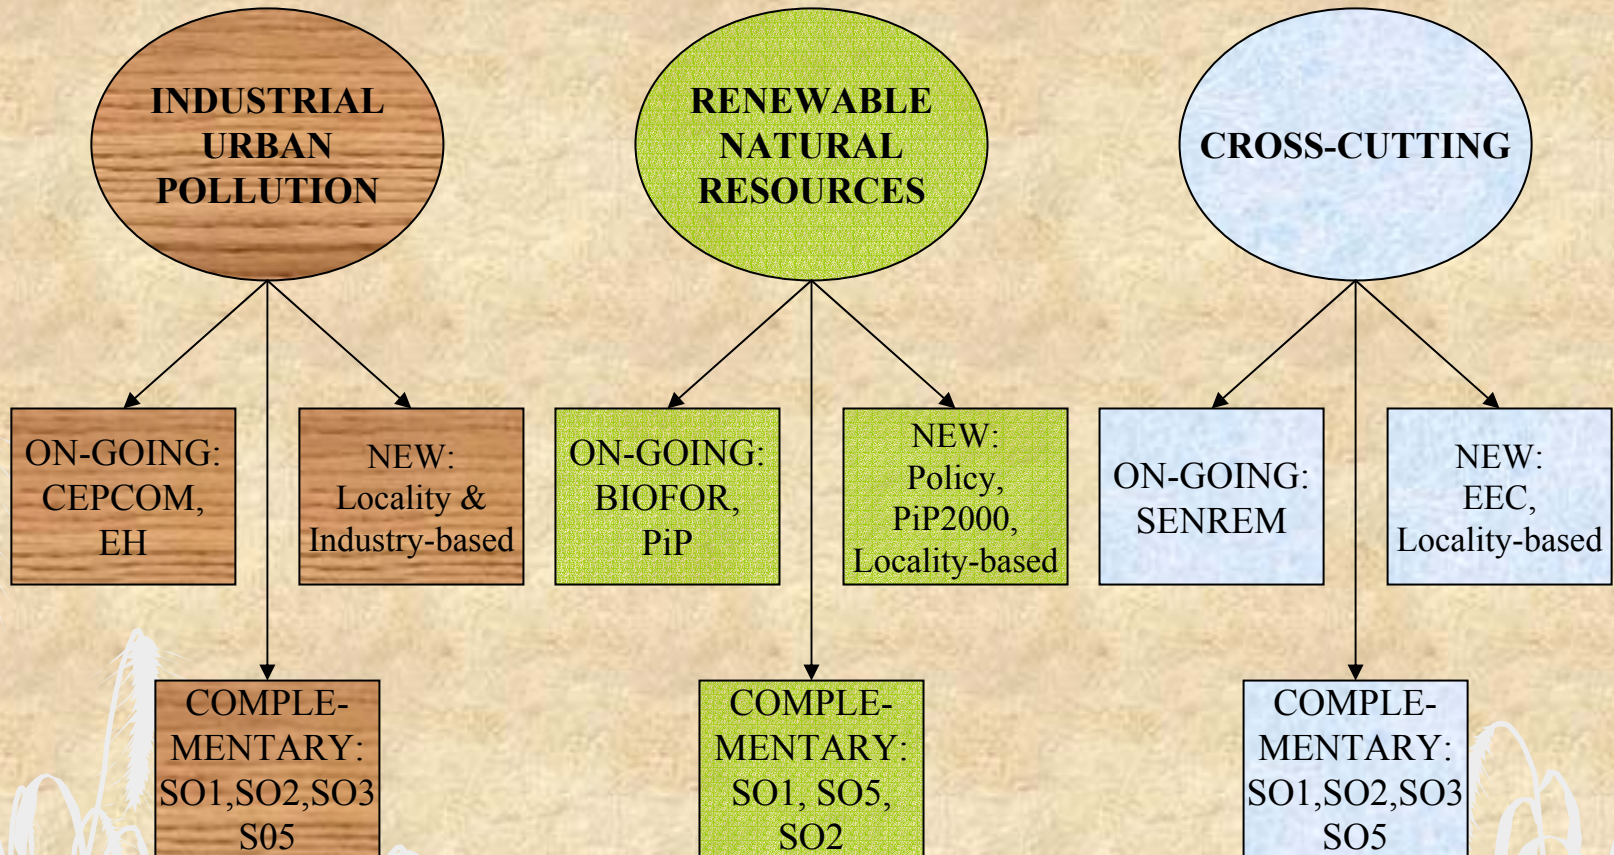 INDUSTRIAL
URBAN
POLLUTION
RENEWABLE
NATURAL
RESOURCES
CROSS-CUTTING
ON-GOING:
CEPCOM,
EH
NEW:
Locality &
Industry-based
ON-GOING:
BIOFOR,
PiP
NEW:
Policy,
PiP2000,
Locality-based
ON-GOING:
SENREM
NEW:
EEC,
Locality-based
COMPLE-
MENTARY:
SO1,SO2,SO3
S05
COMPLE-
MENTARY:
SO1, SO5,
SO2
COMPLE-
MENTARY:
SO1,SO2,SO3
SO5